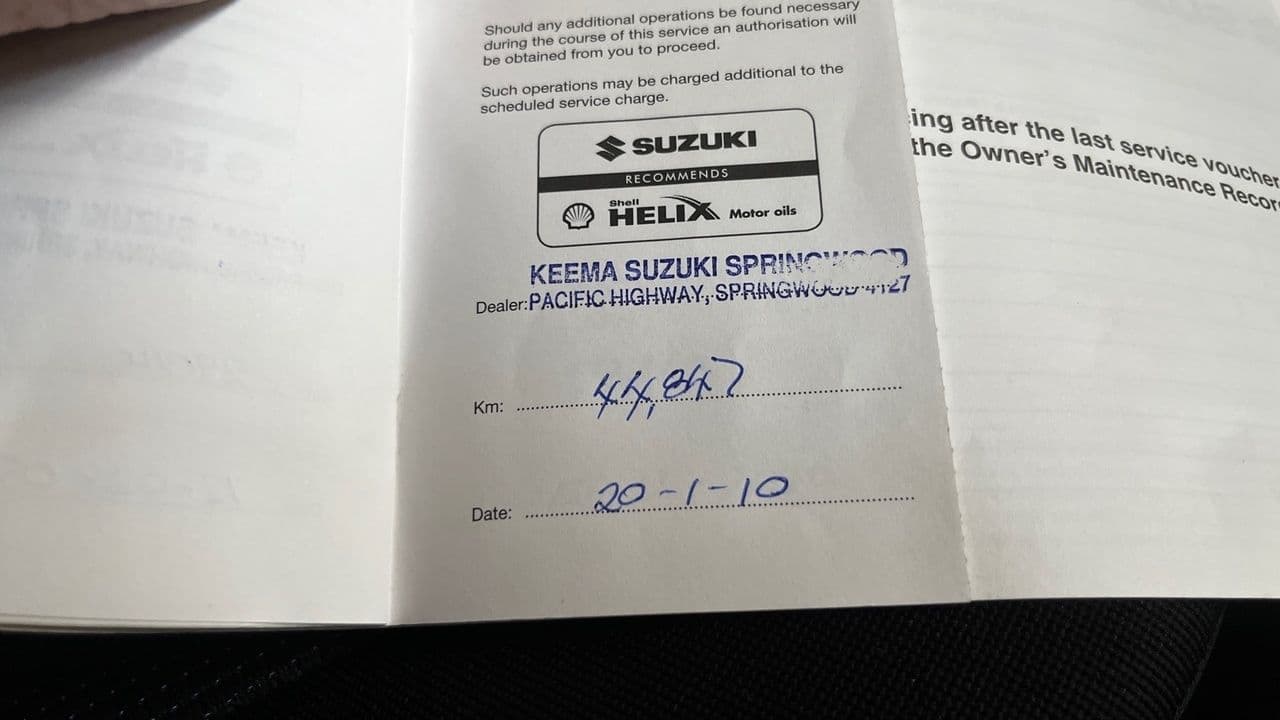 Should any additional operations be found necessary
during the course of this service an authorisation will
be obtained from you to proceed.
Such operations may be charged additional to the
scheduled service charge.
SUZUKI
RECOMMENDS
Shell
HELIX Motor oils
KEEMA SUZUKI SPRINGWOOD
Dealer: PACIFIC HIGHWAY, SPRINGWOOD 4127
Km: 44,847
Date: 20-1-10
ing after the last service voucher
the Owner's Maintenance Recor